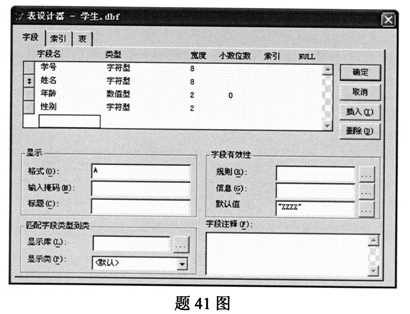 表设计器 - 学生.dbf
字段 索引 表
字段名 类型 宽度 小数位数 索引 NULL
学号 字符型 8
姓名 字符型 8
年龄 数值型 2 0
性别 字符型 2
确定
取消
插入(I)
删除(D)
显示
格式(O): A
输入掩码(M):
标题(C):
字段有效性
规则(R): ...
信息(G): ...
默认值 "ZZZZ" ...
匹配字段类型到类
显示库(L): ...
显示类(P): <默认>
字段注释(F):
题 41 图